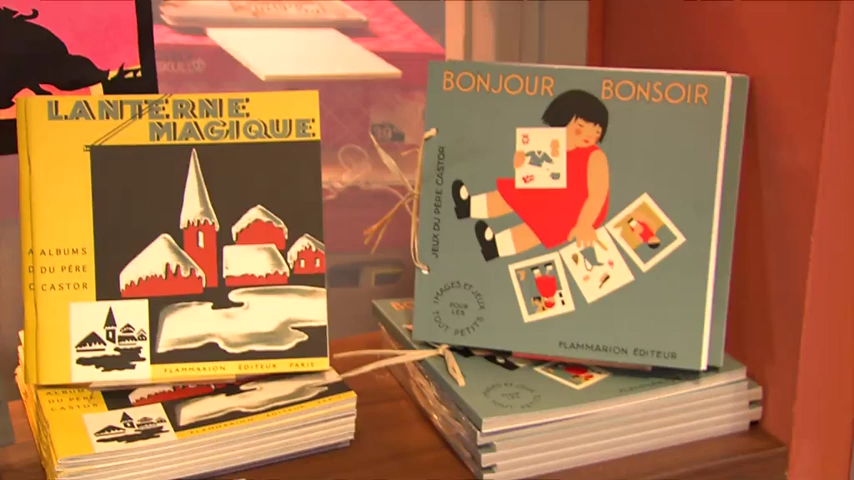 LANTERNE
MAGIQUE
ALBUMS
DU PÈRE
CASTOR
FLAMMARION ÉDITEUR PARIS
ALBUMS
DU PÈRE
CASTOR
BONJOUR BONSOIR
JEUX DU PÈRE CASTOR
IMAGES ET JEUX
POUR
LES
TOUT PETITS
FLAMMARION ÉDITEUR